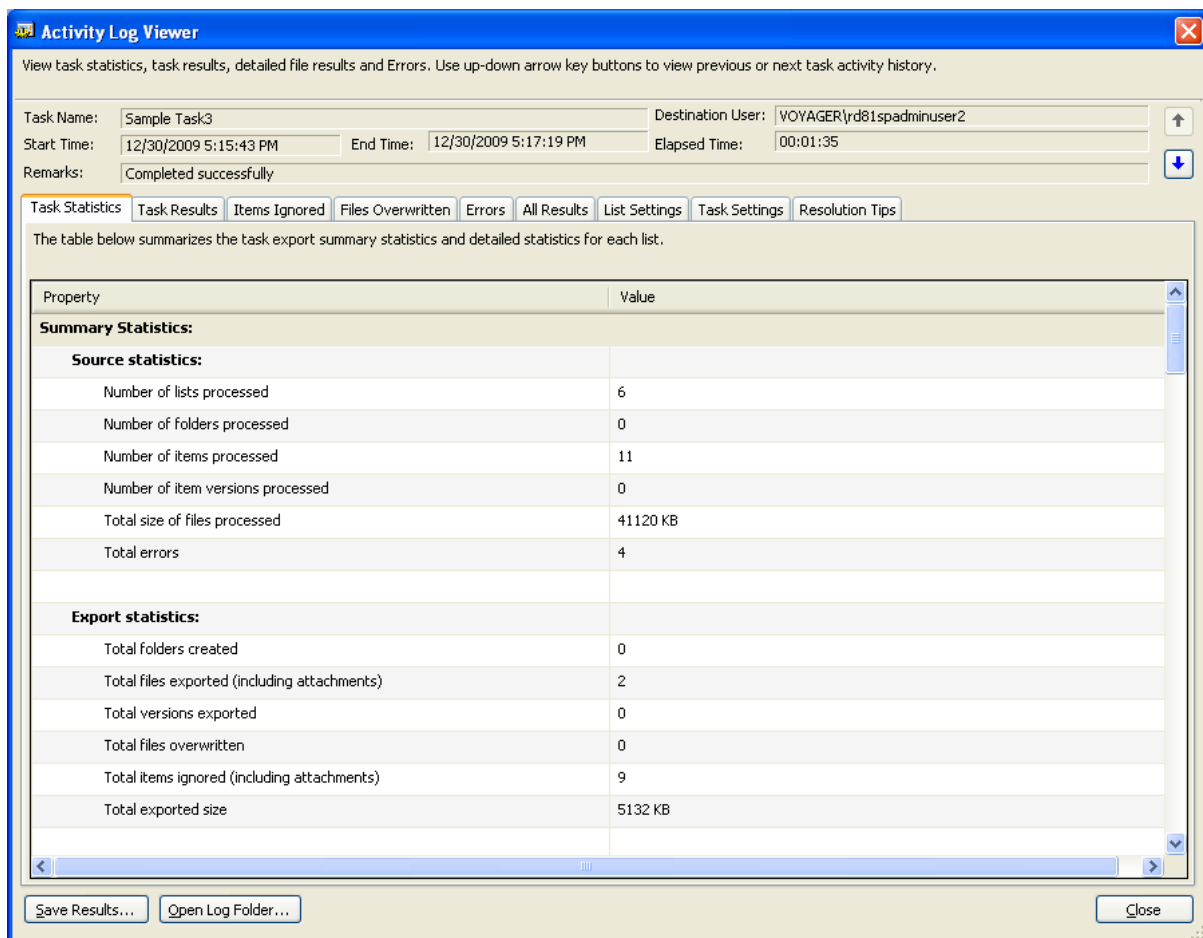 Activity Log Viewer
View task statistics, task results, detailed file results and Errors. Use up-down arrow key buttons to view previous or next task activity history.
Task Name: Sample Task3 Destination User: VOYAGER\rd81spadminuser2
Start Time: 12/30/2009 5:15:43 PM End Time: 12/30/2009 5:17:19 PM Elapsed Time: 00:01:35
Remarks: Completed successfully
Task Statistics Task Results Items Ignored Files Overwritten Errors All Results List Settings Task Settings Resolution Tips
The table below summarizes the task export summary statistics and detailed statistics for each list.
Property Value
Summary Statistics:
Source statistics:
Number of lists processed 6
Number of folders processed 0
Number of items processed 11
Number of item versions processed 0
Total size of files processed 41120 KB
Total errors 4
Export statistics:
Total folders created 0
Total files exported (including attachments) 2
Total versions exported 0
Total files overwritten 0
Total items ignored (including attachments) 9
Total exported size 5132 KB
Save Results... Open Log Folder... Close